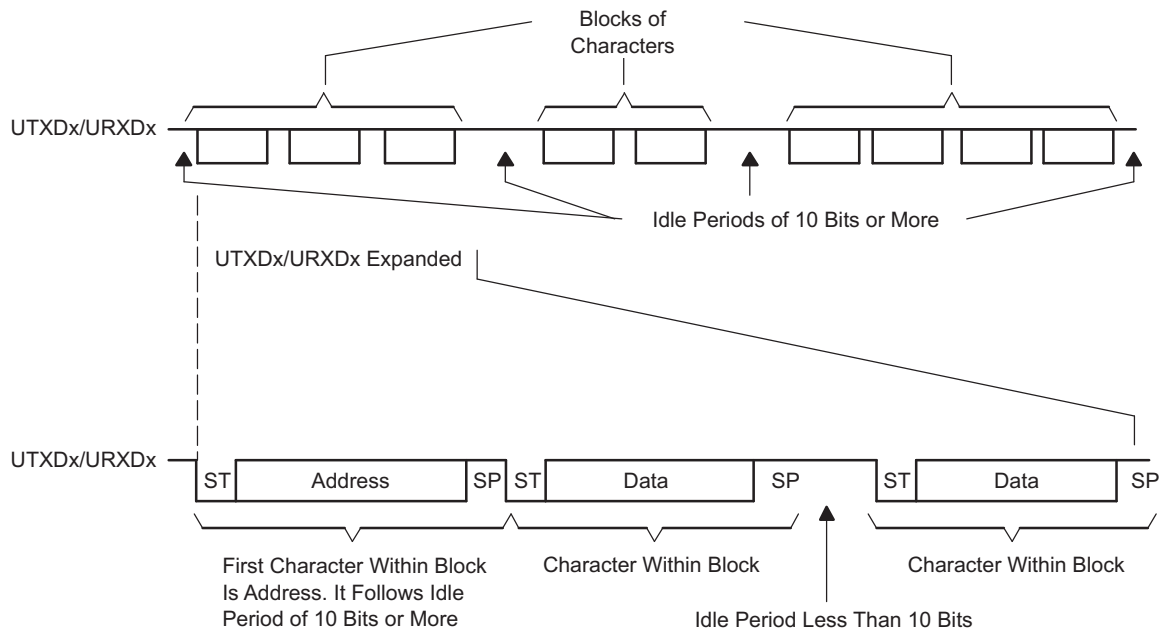 Blocks of
Characters
UTXDx/URXDx
Idle Periods of 10 Bits or More
UTXDx/URXDx Expanded
UTXDx/URXDx
ST
Address
SP
ST
Data
SP
ST
Data
SP
First Character Within Block
Is Address. It Follows Idle
Period of 10 Bits or More
Character Within Block
Character Within Block
Idle Period Less Than 10 Bits